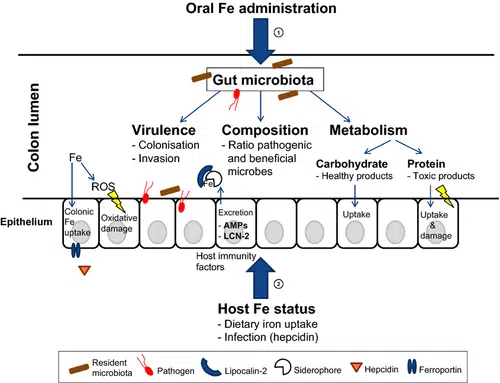 Oral Fe administration
1
Gut microbiota
Colon lumen
Virulence
- Colonisation
- Invasion
Composition
- Ratio pathogenic
and beneficial
microbes
Metabolism
Carbohydrate
- Healthy products
Protein
- Toxic products
Fe
ROS
Fe
Epithelium
Colonic
Fe
uptake
Oxidative
damage
Excretion
- AMPs
- LCN-2
Uptake
Uptake
&
damage
Host immunity
factors
2
Host Fe status
- Dietary iron uptake
- Infection (hepcidin)
Resident
microbiota
Pathogen
Lipocalin-2
Siderophore
Hepcidin
Ferroportin